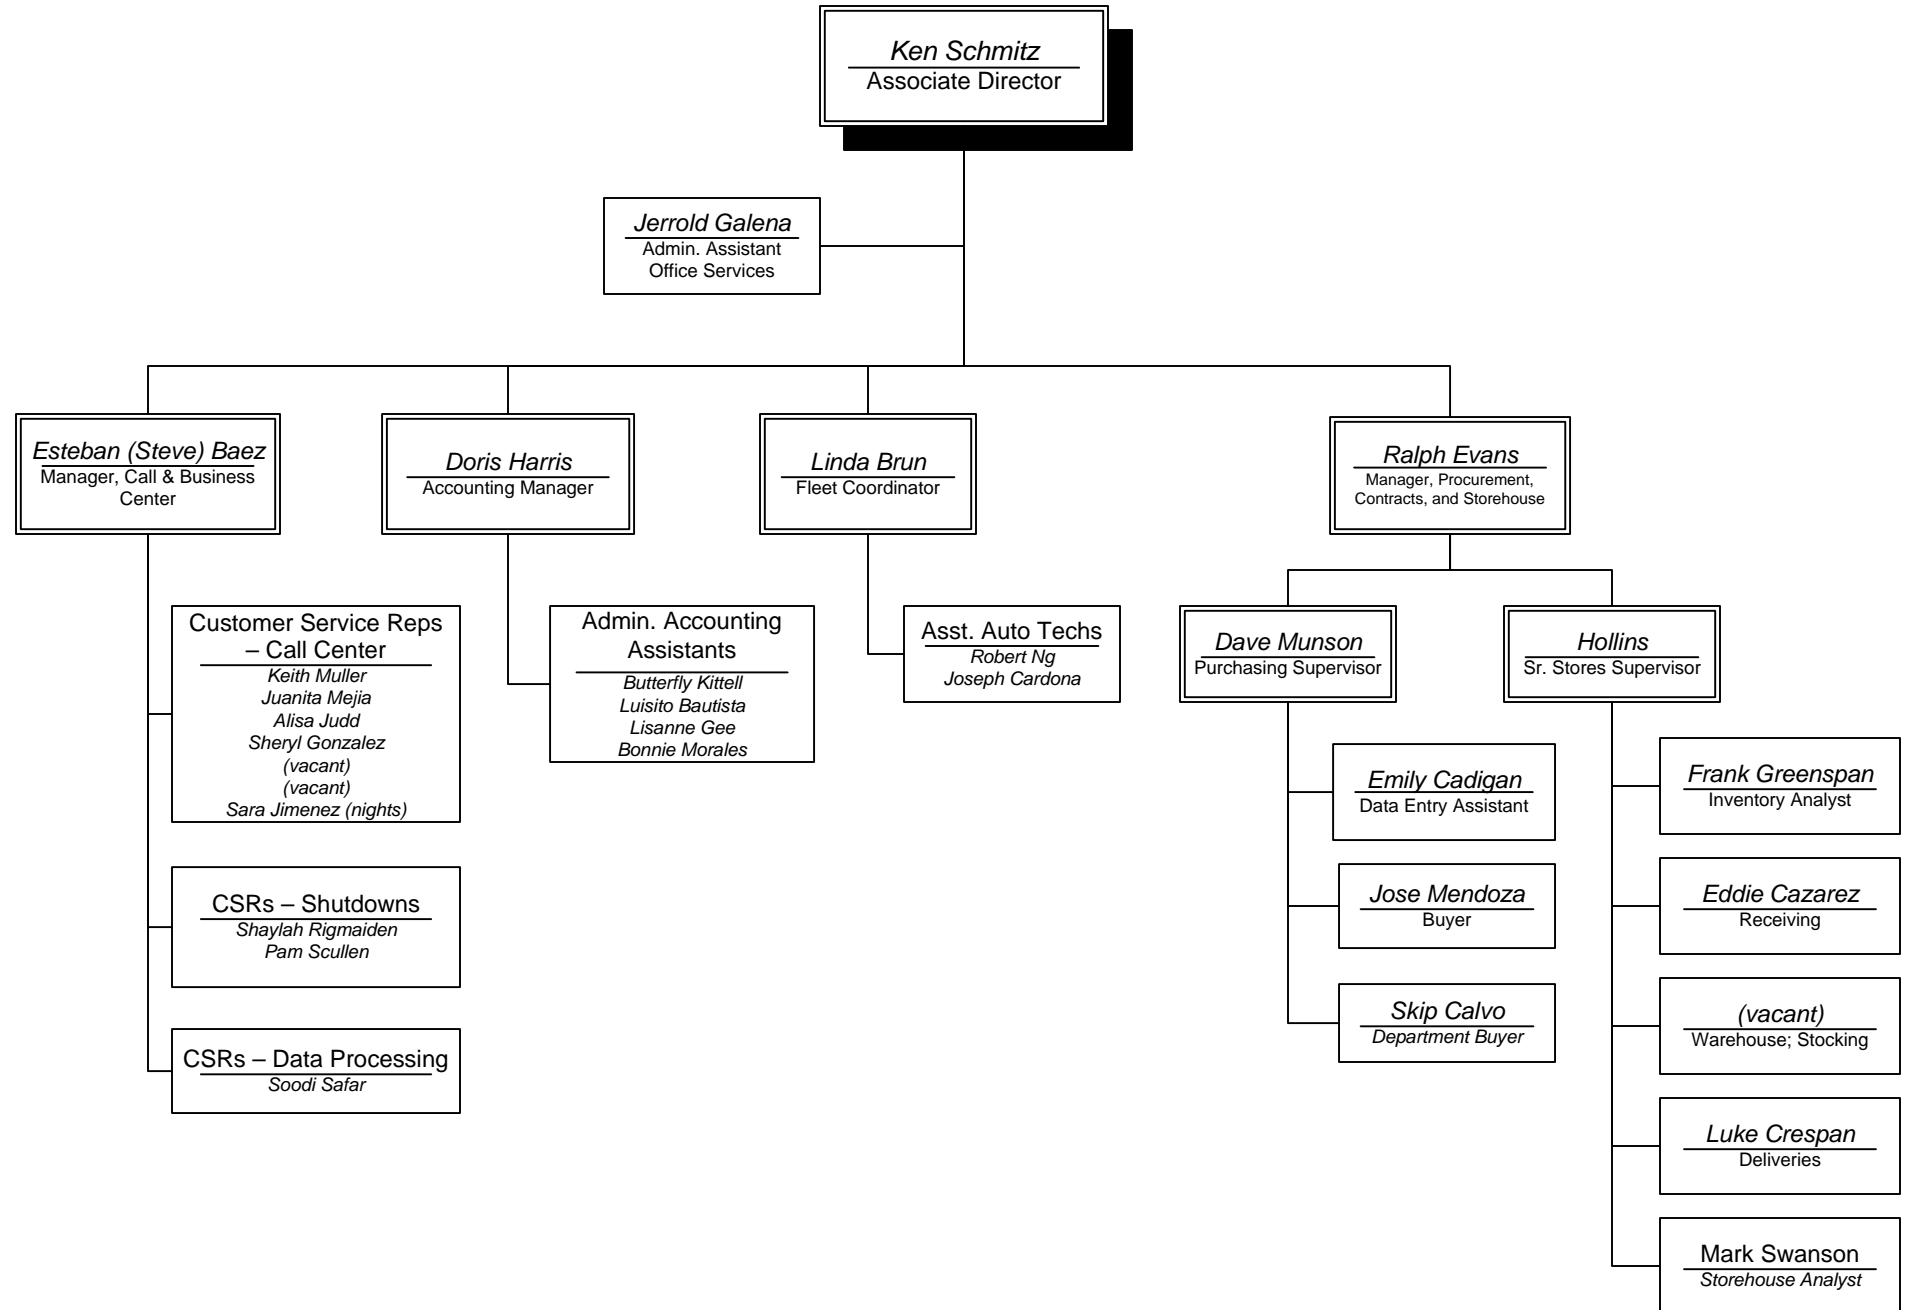 Ken Schmitz
Associate Director
Jerrold Galena
Admin. Assistant
Office Services
Esteban (Steve) Baez
Manager, Call & Business
Center
Doris Harris
Accounting Manager
Linda Brun
Fleet Coordinator
Ralph Evans
Manager, Procurement,
Contracts, and Storehouse
Customer Service Reps
– Call Center
Keith Muller
Juanita Mejia
Alisa Judd
Sheryl Gonzalez
(vacant)
(vacant)
Sara Jimenez (nights)
CSRs – Shutdowns
Shaylah Rigmaiden
Pam Scullen
CSRs – Data Processing
Soodi Safar
Admin. Accounting
Assistants
Butterfly Kittell
Luisito Bautista
Lisanne Gee
Bonnie Morales
Asst. Auto Techs
Robert Ng
Joseph Cardona
Dave Munson
Purchasing Supervisor
Emily Cadigan
Data Entry Assistant
Jose Mendoza
Buyer
Skip Calvo
Department Buyer
Hollins
Sr. Stores Supervisor
Frank Greenspan
Inventory Analyst
Eddie Cazarez
Receiving
(vacant)
Warehouse; Stocking
Luke Crespan
Deliveries
Mark Swanson
Storehouse Analyst